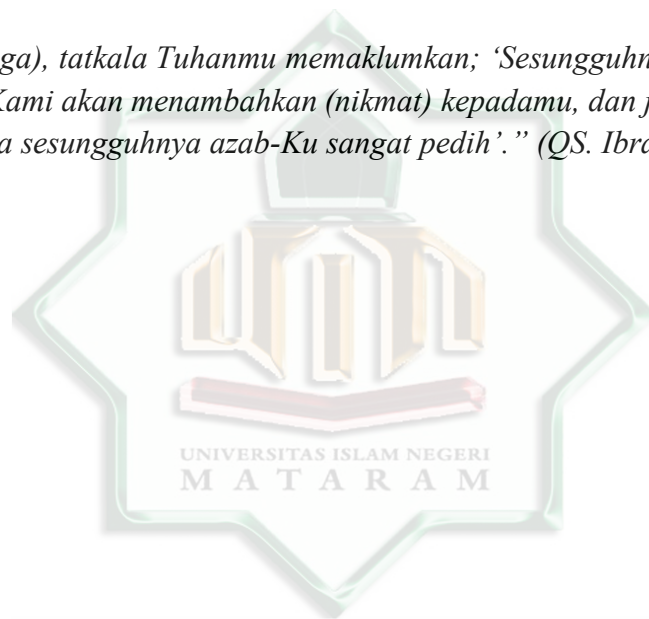 ga), tatkala Tuhanmu memaklumkan; ‘Sesungguhn
Kami akan menambahkan (nikmat) kepadamu, dan j
a sesungguhnya azab-Ku sangat pedih’.” (QS. Ibra
UNIVERSITAS ISLAM NEGERI
MATARAM